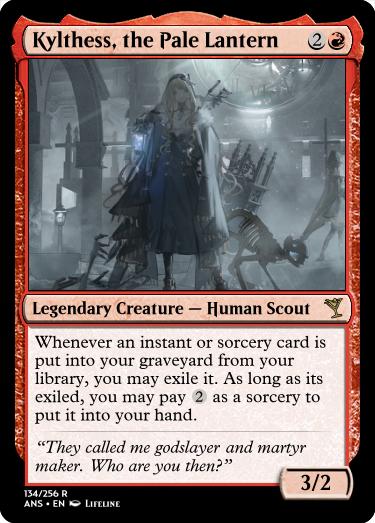 Kylthess, the Pale Lantern 2
Legendary Creature — Human Scout
Whenever an instant or sorcery card is
put into your graveyard from your
library, you may exile it. As long as its
exiled, you may pay 2 as a sorcery to
put it into your hand.
“They called me godslayer and martyr
maker. Who are you then?”
3/2
134/256 R
ANS • EN Lifeline